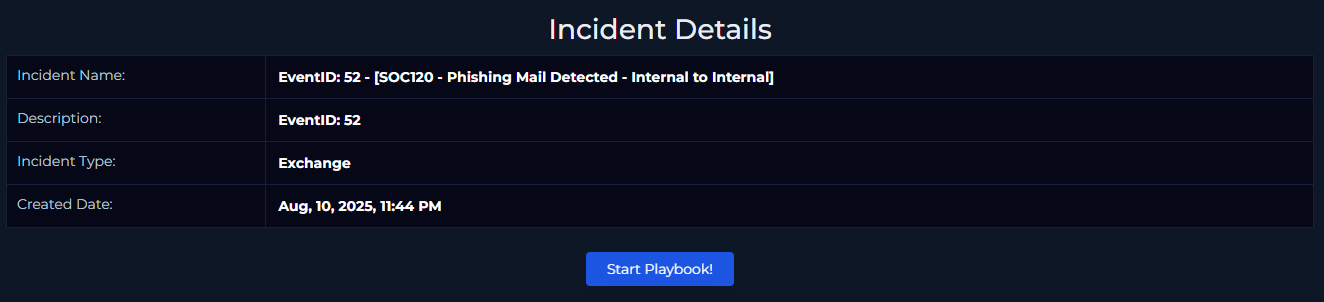 Incident Details
Incident Name: EventID: 52 - [SOC120 - Phishing Mail Detected - Internal to Internal]
Description: EventID: 52
Incident Type: Exchange
Created Date: Aug, 10, 2025, 11:44 PM
Start Playbook!